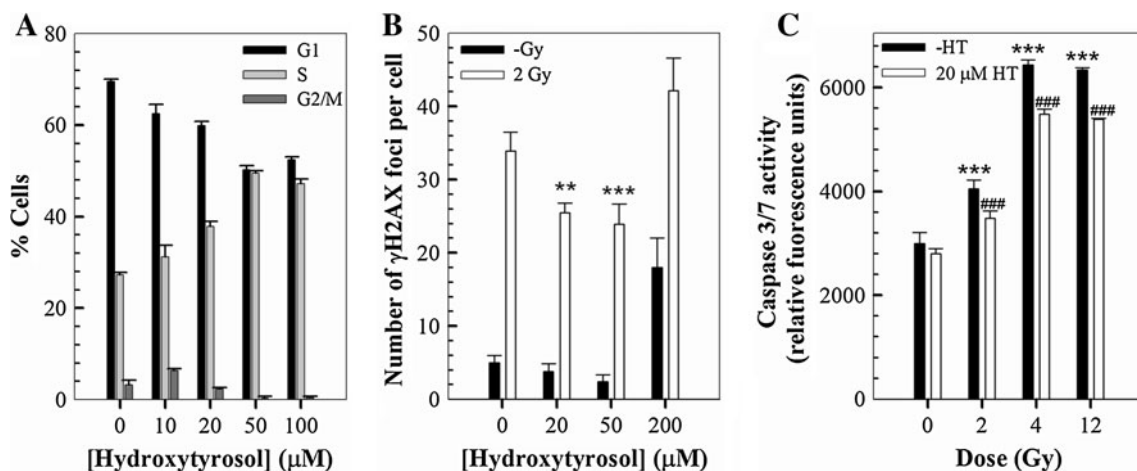 A
80
60
40
20
0
% Cells
G1
S
G2/M
0 10 20 50 100
[Hydroxytyrosol] (μM)
B
50
40
30
20
10
0
Number of γH2AX foci per cell
-Gy
2 Gy
**
***
0 20 50 200
[Hydroxytyrosol] (μM)
C
6000
4000
2000
0
Caspase 3/7 activity
(relative fuorescence units)
-HT
20 μM HT
***
***
***
###
###
###
0 2 4 12
Dose (Gy)